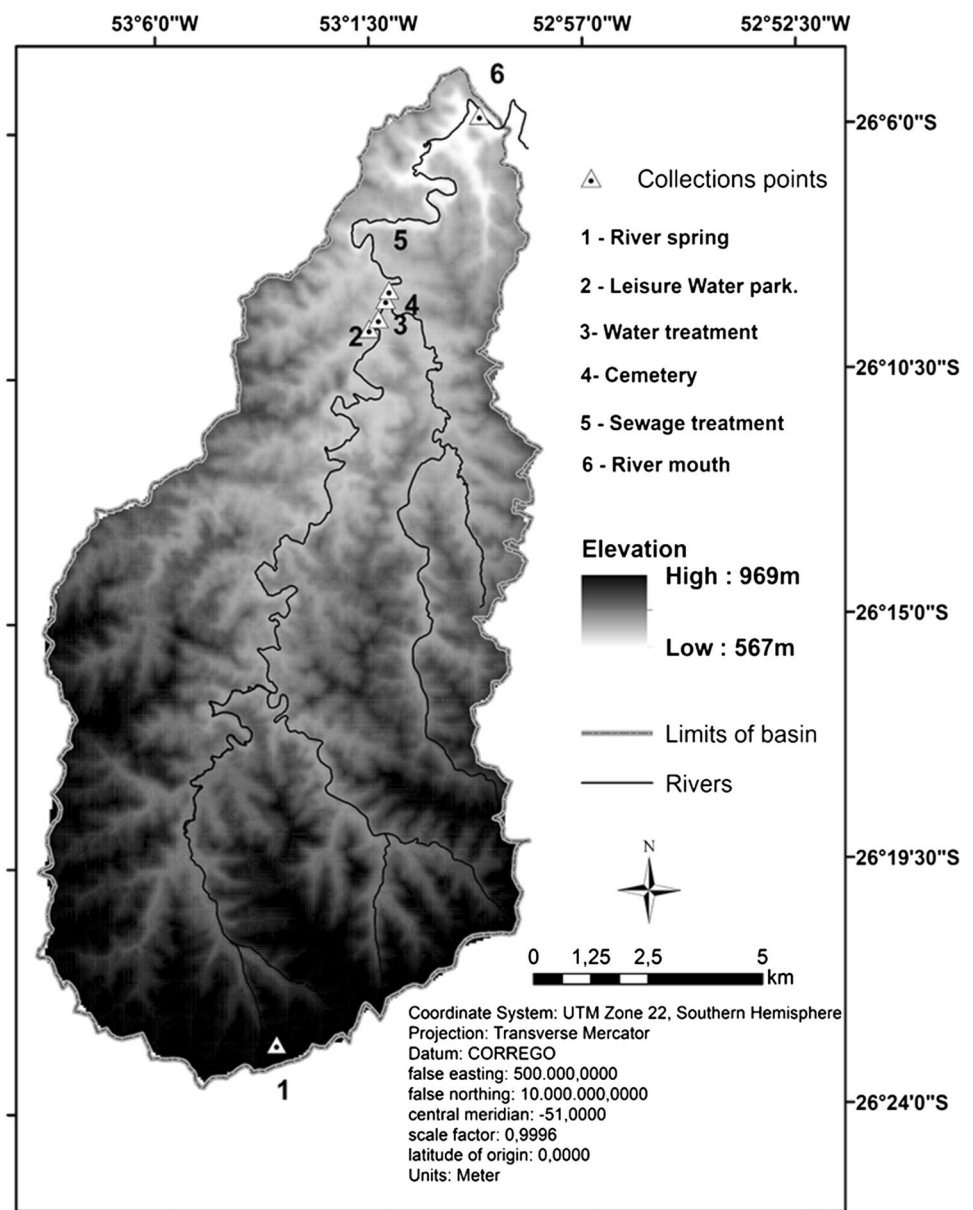 53°6'0"W 53°1'30"W 52°57'0"W 52°52'30"W
6
26°6'0"S
Collections points
1 - River spring
5
2 - Leisure Water park.
4
3
2
3- Water treatment
26°10'30"S
4- Cemetery
5 - Sewage treatment
6 - River mouth
Elevation
High : 969m
26°15'0"S
Low : 567m
Limits of basin
Rivers
N
26°19'30"S
0 1,25 2,5 5
km
Coordinate System: UTM Zone 22, Southern Hemisphere
Projection: Transverse Mercator
Datum: CORREGO
false easting: 500.000,0000
false northing: 10.000.000,0000
central meridian: -51,0000
scale factor: 0,9996
latitude of origin: 0,0000
Units: Meter
1
26°24'0"S